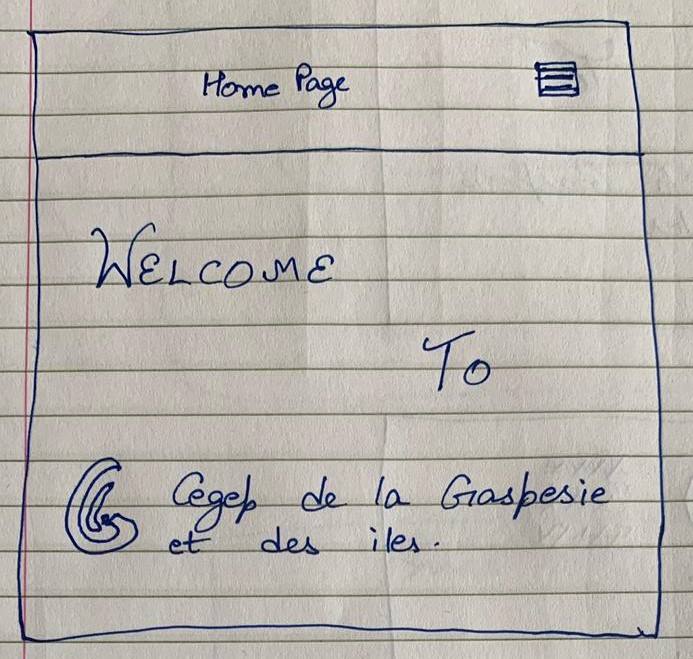 Home Page
WELCOME
To
Cegep de la Gaspesie
et des iles.